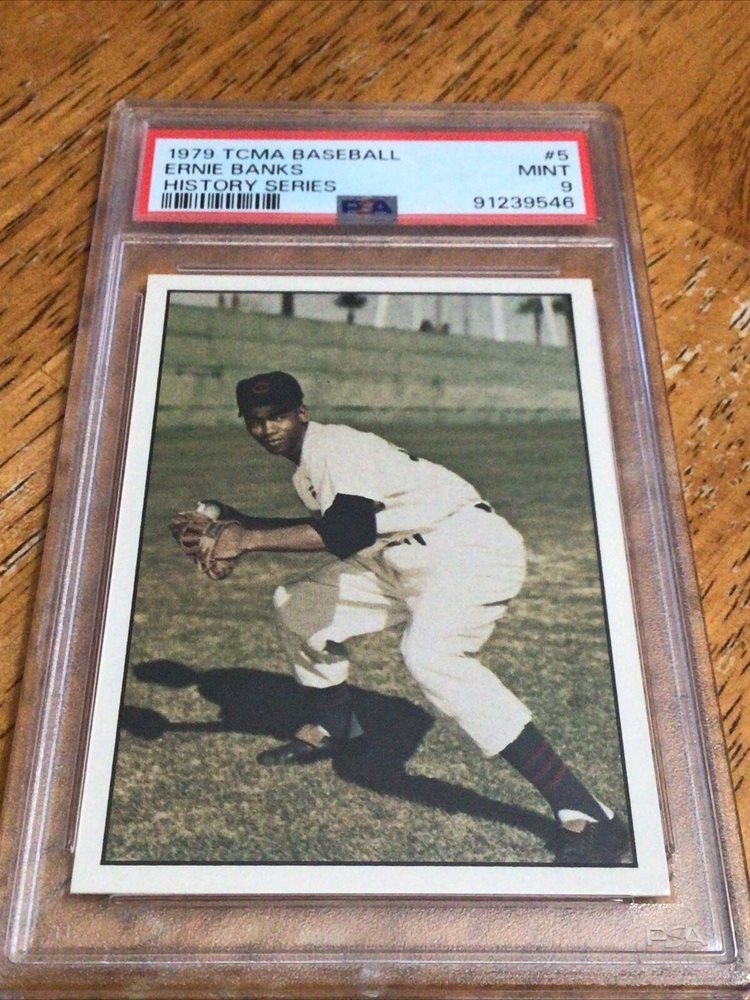 1979 TCMA BASEBALL #5
ERNIE BANKS MINT
HISTORY SERIES 9
PSA 91239546
PSA